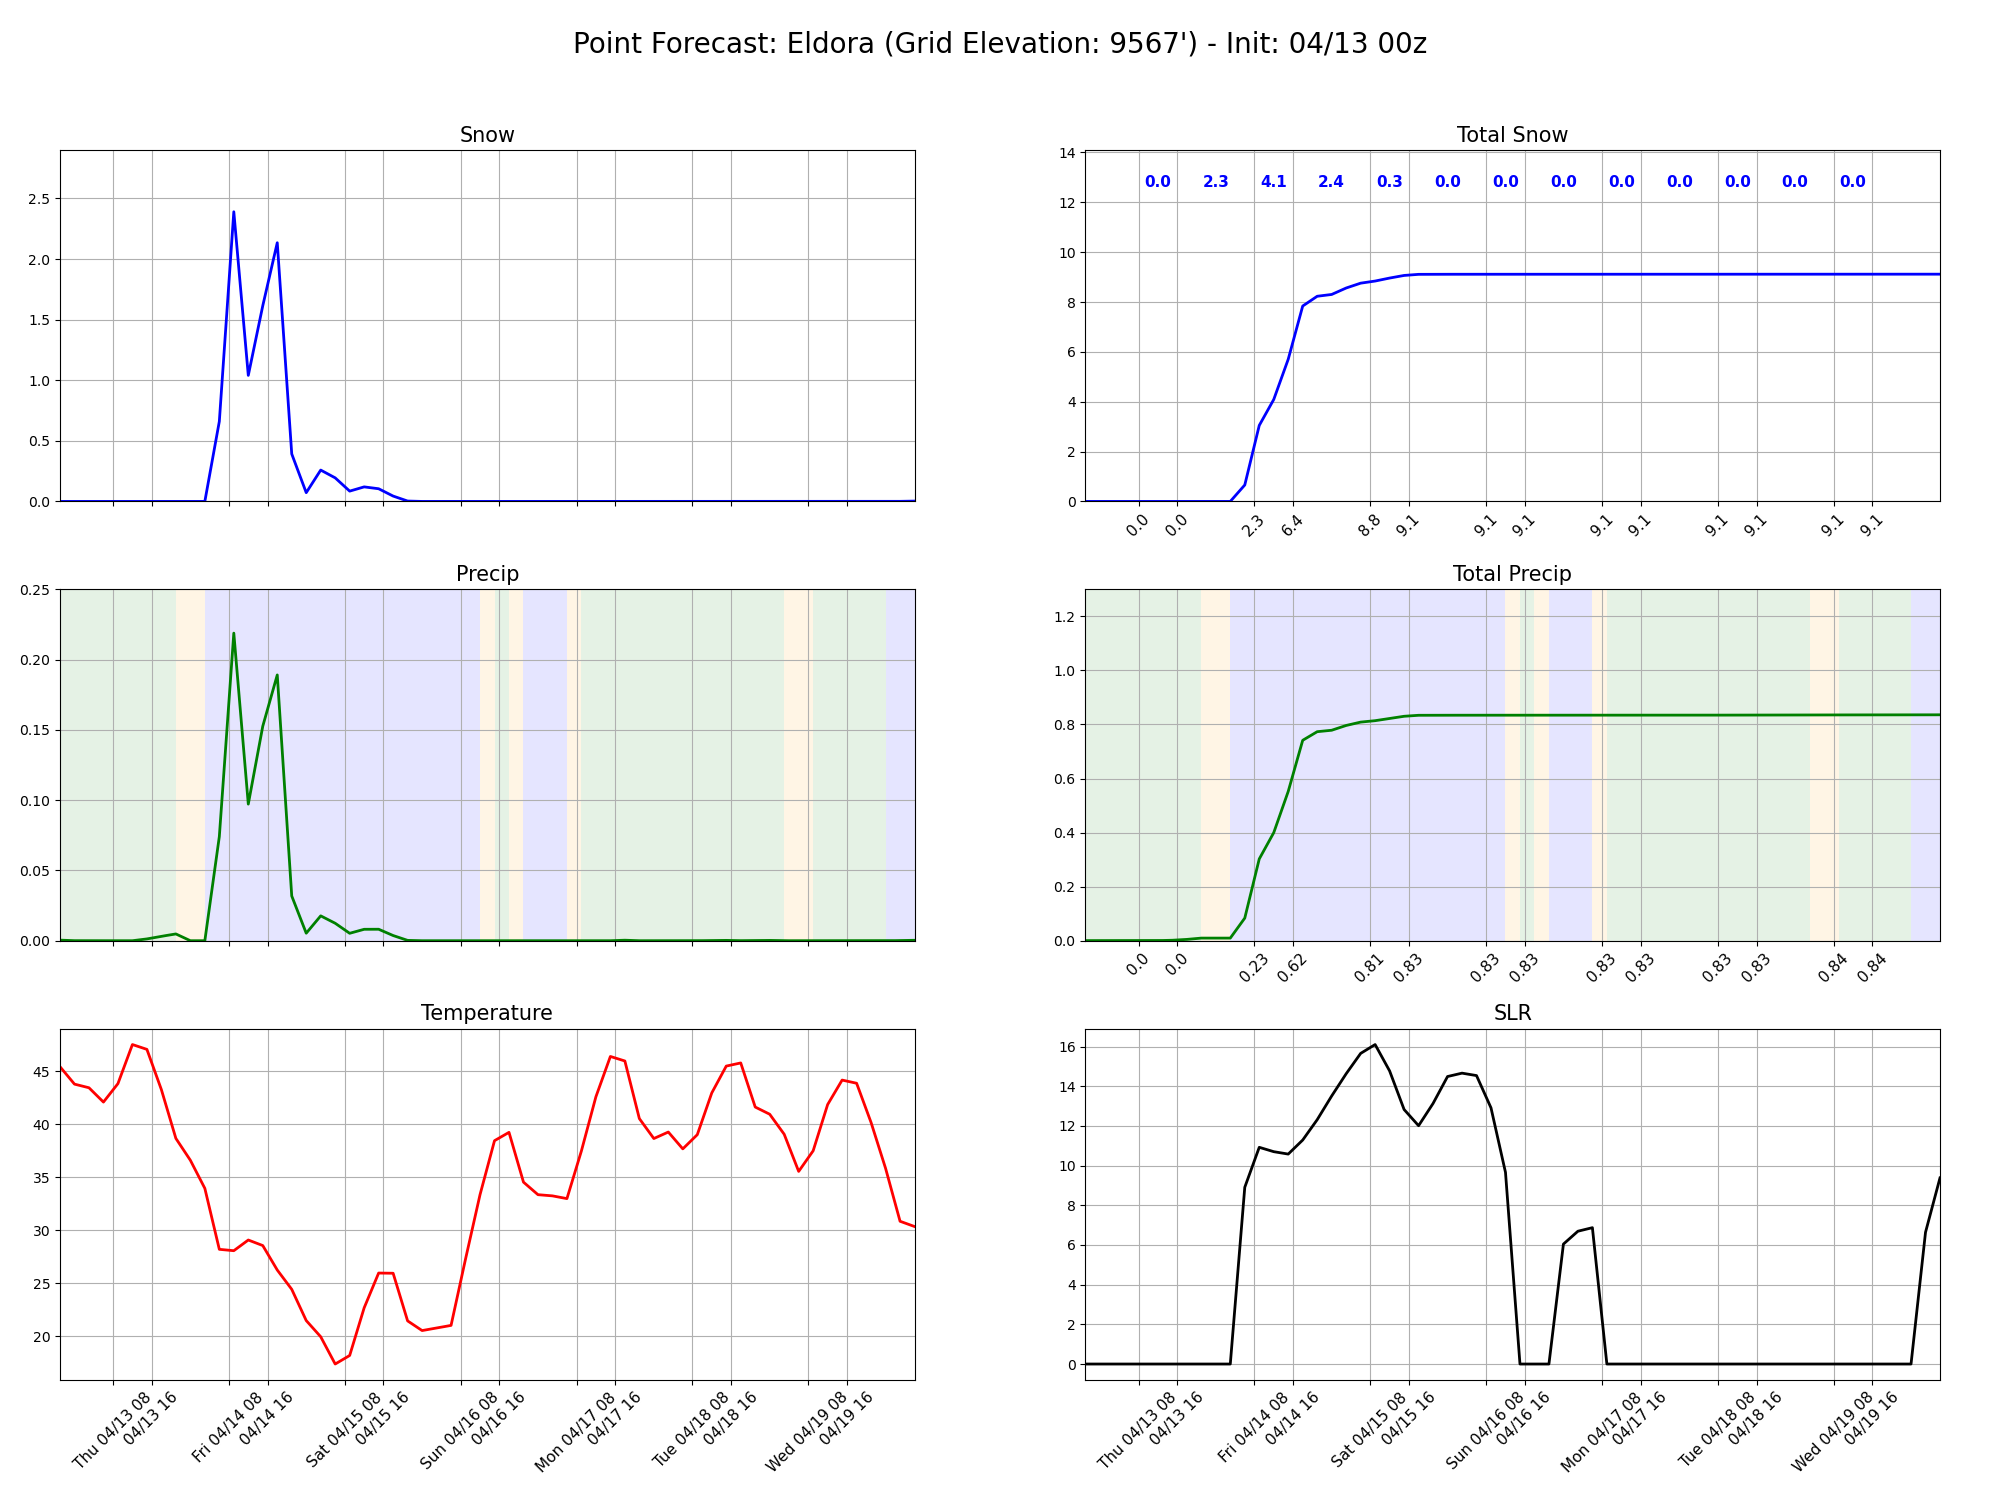 Point Forecast: Eldora (Grid Elevation: 9567') - Init: 04/13 00z
Snow
2.5
2.0
1.5
1.0
0.5
0.0
Total Snow
14
12
10
8
6
4
2
0
0.0 2.3 4.1 2.4 0.3 0.0 0.0 0.0 0.0 0.0 0.0 0.0 0.0
0.0 0.0 2.3 6.4 8.8 9.1 9.1 9.1 9.1 9.1 9.1 9.1 9.1 9.1
Precip
0.25
0.20
0.15
0.10
0.05
0.00
Total Precip
1.2
1.0
0.8
0.6
0.4
0.2
0.0
0.0 0.0 0.23 0.62 0.81 0.83 0.83 0.83 0.83 0.83 0.83 0.83 0.84 0.84
Temperature
45
40
35
30
25
20
Thu 04/13 08
04/13 16
Fri 04/14 08
04/14 16
Sat 04/15 08
04/15 16
Sun 04/16 08
04/16 16
Mon 04/17 08
04/17 16
Tue 04/18 08
04/18 16
Wed 04/19 08
04/19 16
SLR
16
14
12
10
8
6
4
2
0
Thu 04/13 08
04/13 16
Fri 04/14 08
04/14 16
Sat 04/15 08
04/15 16
Sun 04/16 08
04/16 16
Mon 04/17 08
04/17 16
Tue 04/18 08
04/18 16
Wed 04/19 08
04/19 16